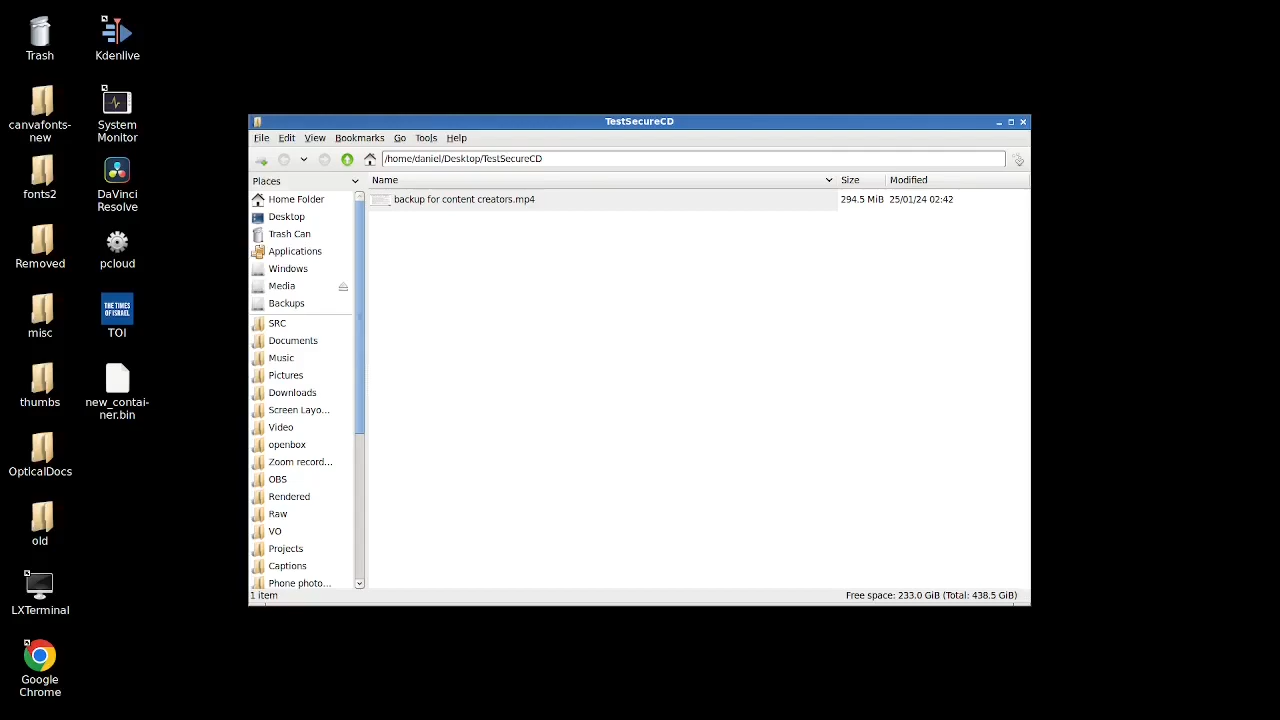 Trash
Kdenlive
canvafonts-
new
System
Monitor
fonts2
DaVinci
Resolve
Removed
pcloud
misc
THE TIMES
OF ISRAEL
TOI
thumbs
new_contai-
ner.bin
OpticalDocs
old
LXTerminal
Google
Chrome
TestSecureCD
File Edit View Bookmarks Go Tools Help
/home/daniel/Desktop/TestSecureCD
Places
Name Size Modified
Home Folder
Desktop
Trash Can
Applications
Windows
Media
Backups
SRC
Documents
Music
Pictures
Downloads
Screen Layo...
Video
openbox
Zoom record...
OBS
Rendered
Raw
VO
Projects
Captions
Phone photo...
backup for content creators.mp4 294.5 MiB 25/01/24 02:42
1 item
Free space: 233.0 GiB (Total: 438.5 GiB)